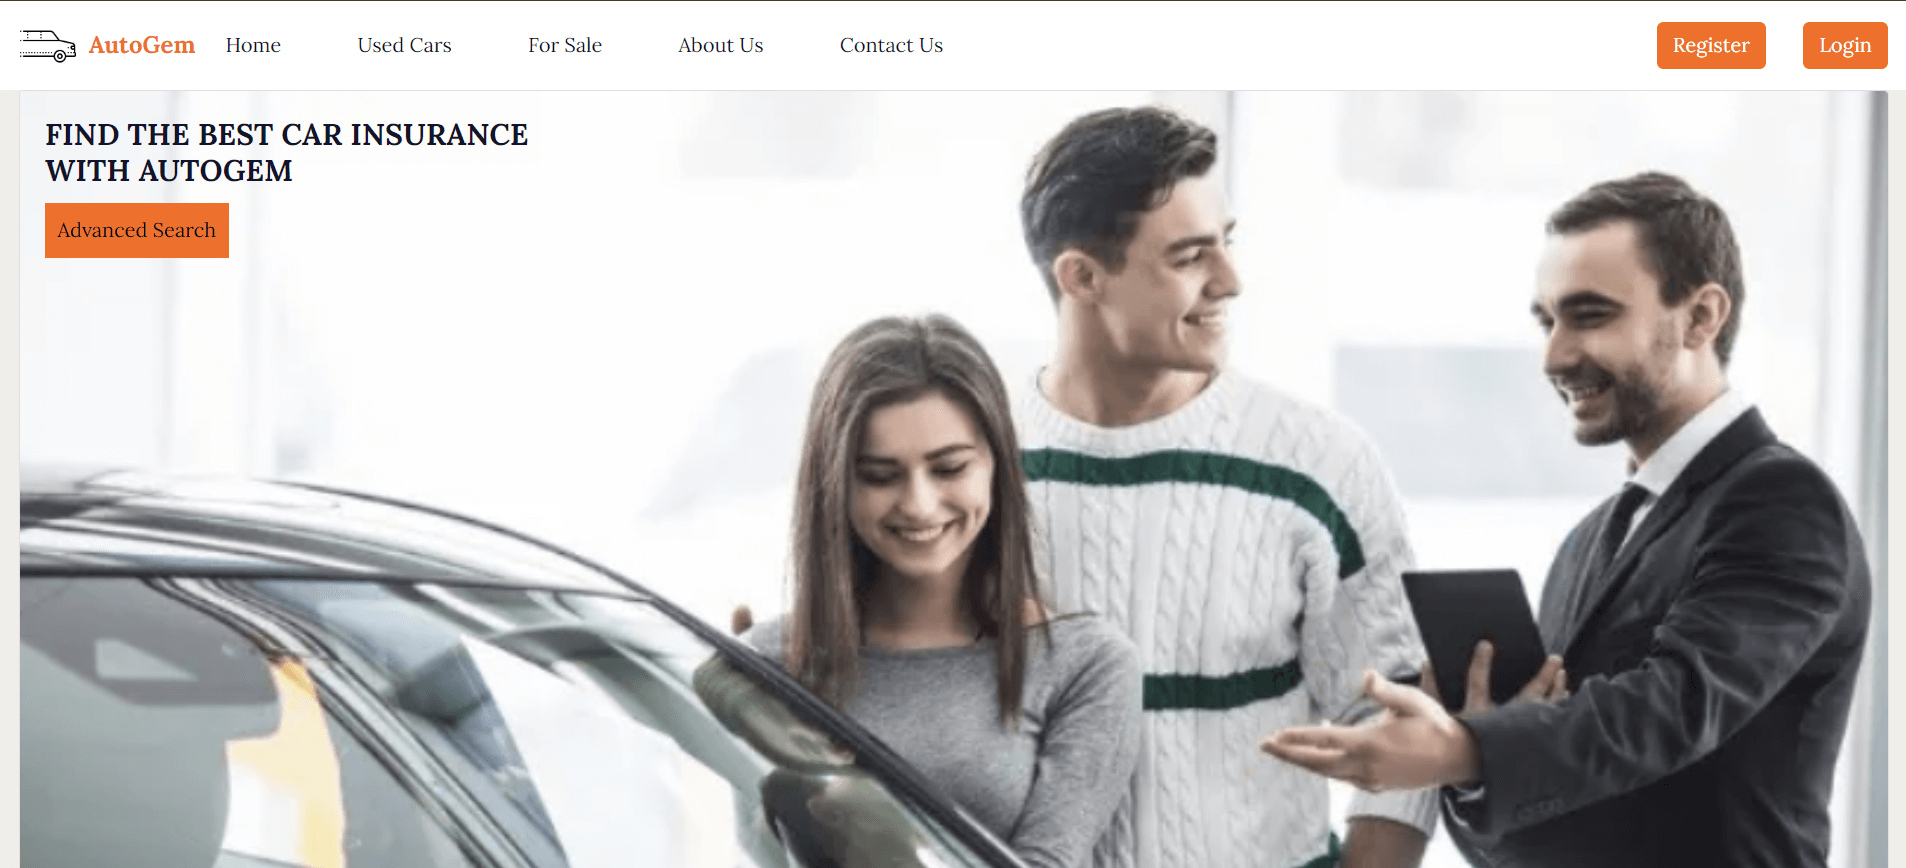 AutoGem
Home
Used Cars
For Sale
About Us
Contact Us
Register
Login
FIND THE BEST CAR INSURANCE
WITH AUTOGEM
Advanced Search